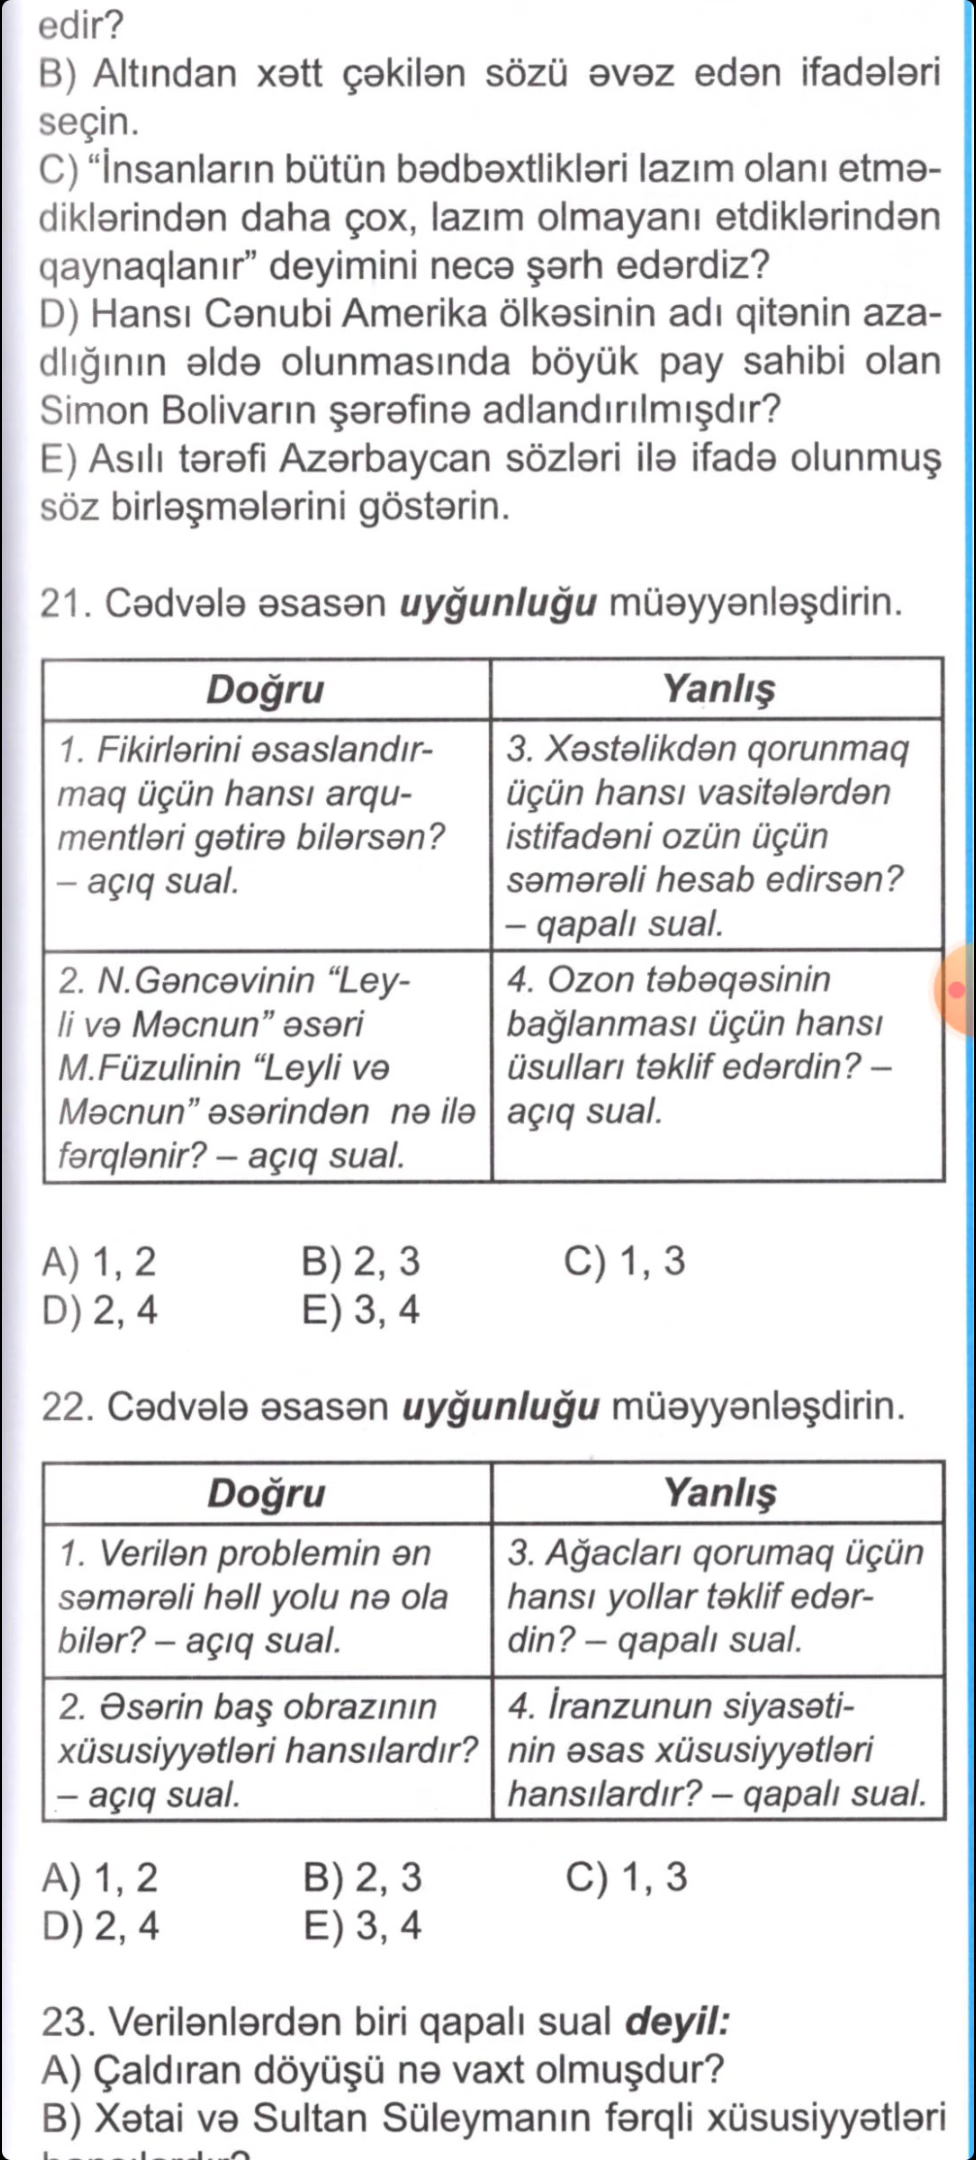 edir?
B) Altından xətt çəkilən sözü əvəz edən ifadələri
seçin.
C) “İnsanların bütün bədbəxtlikləri lazım olanı etmə-
diklərindən daha çox, lazım olmayanı etdiklərindən
qaynaqlanır” deyimini necə şərh edərdiz?
D) Hansı Cənubi Amerika ölkəsinin adı qitənin aza-
dlığının əldə olunmasında böyük pay sahibi olan
Simon Bolivarın şərəfinə adlandırılmışdır?
E) Asılı tərəfi Azərbaycan sözləri ilə ifadə olunmuş
söz birləşmələrini göstərin.
21. Cədvələ əsasən uyğunluğu müəyyənləşdirin.
Doğru
1. Fikirlərini əsaslandır-
maq üçün hansı arqu-
mentləri gətirə bilərsən?
– açıq sual.
2. N.Gəncəvinin “Ley-
li və Məcnun” əsəri
M.Füzulinin “Leyli və
Məcnun” əsərindən nə ilə
fərqlənir? – açıq sual.
Yanlış
3. Xəstəlikdən qorunmaq
üçün hansı vasitələrdən
istifadəni ozün üçün
səmərəli hesab edirsən?
– qapalı sual.
4. Ozon təbəqəsinin
bağlanması üçün hansı
üsulları təklif edərdin? –
açıq sual.
A) 1, 2 B) 2, 3 C) 1, 3
D) 2, 4 E) 3, 4
22. Cədvələ əsasən uyğunluğu müəyyənləşdirin.
Doğru
1. Verilən problemin ən
səmərəli həll yolu nə ola
bilər? – açıq sual.
2. Əsərin baş obrazının
xüsusiyyətləri hansılardır?
– açıq sual.
Yanlış
3. Ağacları qorumaq üçün
hansı yollar təklif edər-
din? – qapalı sual.
4. İranzunun siyasəti-
nin əsas xüsusiyyətləri
hansılardır? – qapalı sual.
A) 1, 2 B) 2, 3 C) 1, 3
D) 2, 4 E) 3, 4
23. Verilənlərdən biri qapalı sual deyil:
A) Çaldıran döyüşü nə vaxt olmuşdur?
B) Xətai və Sultan Süleymanın fərqli xüsusiyyətləri